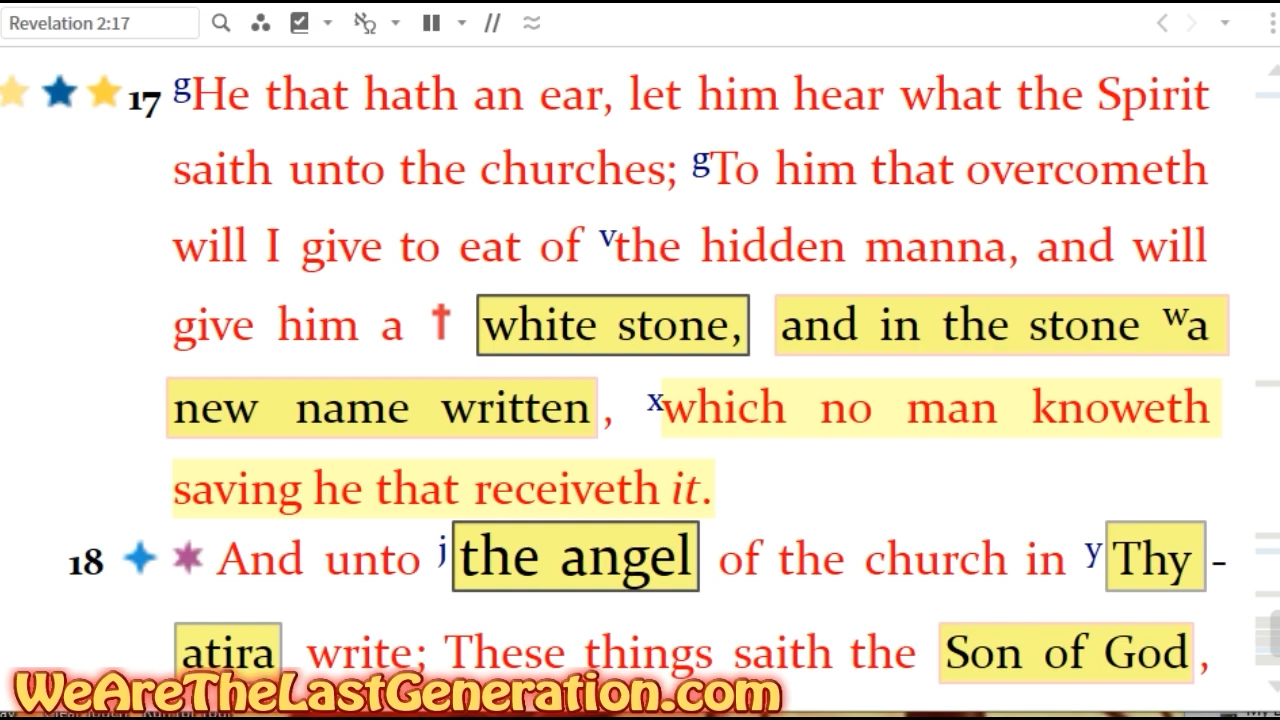 Revelation 2:17
17 gHe that hath an ear, let him hear what the Spirit
saith unto the churches; gTo him that overcometh
will I give to eat of vthe hidden manna, and will
give him a † white stone, and in the stone wa
new name written, xwhich no man knoweth
saving he that receiveth it.
18 And unto jthe angel of the church in yThy-
atira write; These things saith the Son of God,
WeAreTheLastGeneration.com